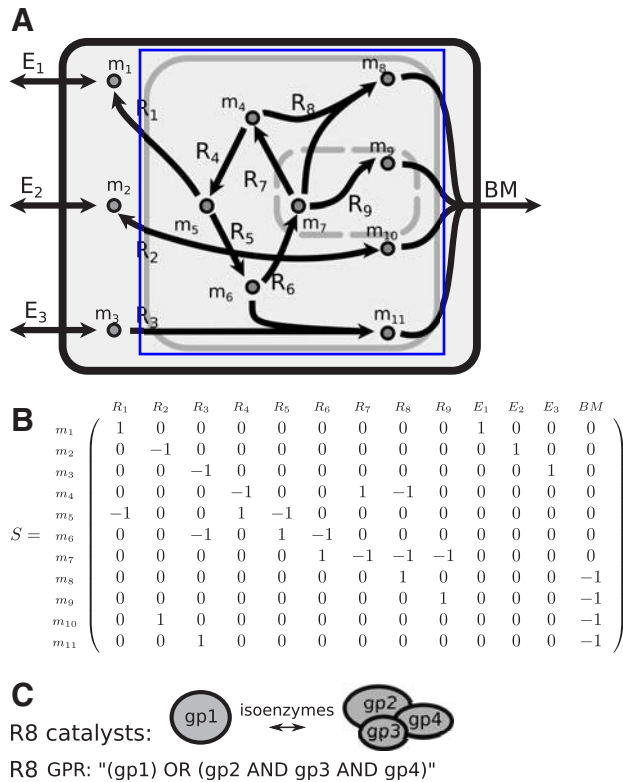 A
E1 m1 m8
R1 m4 R8
R4 m9
E2 m2 R7 BM
m5 R5 m7 R9
R2 m10
m6 R6
E3 m3 R3 m11
B
R1 R2 R3 R4 R5 R6 R7 R8 R9 E1 E2 E3 BM
m1 1 0 0 0 0 0 0 0 0 1 0 0 0
m2 0 −1 0 0 0 0 0 0 0 0 1 0 0
m3 0 0 −1 0 0 0 0 0 0 0 0 1 0
m4 0 0 0 −1 0 0 1 −1 0 0 0 0 0
m5 −1 0 0 1 −1 0 0 0 0 0 0 0 0
S = m6 0 0 −1 0 1 −1 0 0 0 0 0 0 0
m7 0 0 0 0 0 1 −1 −1 −1 0 0 0 0
m8 0 0 0 0 0 0 0 1 0 0 0 0 −1
m9 0 0 0 0 0 0 0 0 1 0 0 0 −1
m10 0 1 0 0 0 0 0 0 0 0 0 0 −1
m11 0 0 1 0 0 0 0 0 0 0 0 0 −1
C
R8 catalysts: gp1 isoenzymes gp2 gp3 gp4
R8 GPR: "(gp1) OR (gp2 AND gp3 AND gp4)"